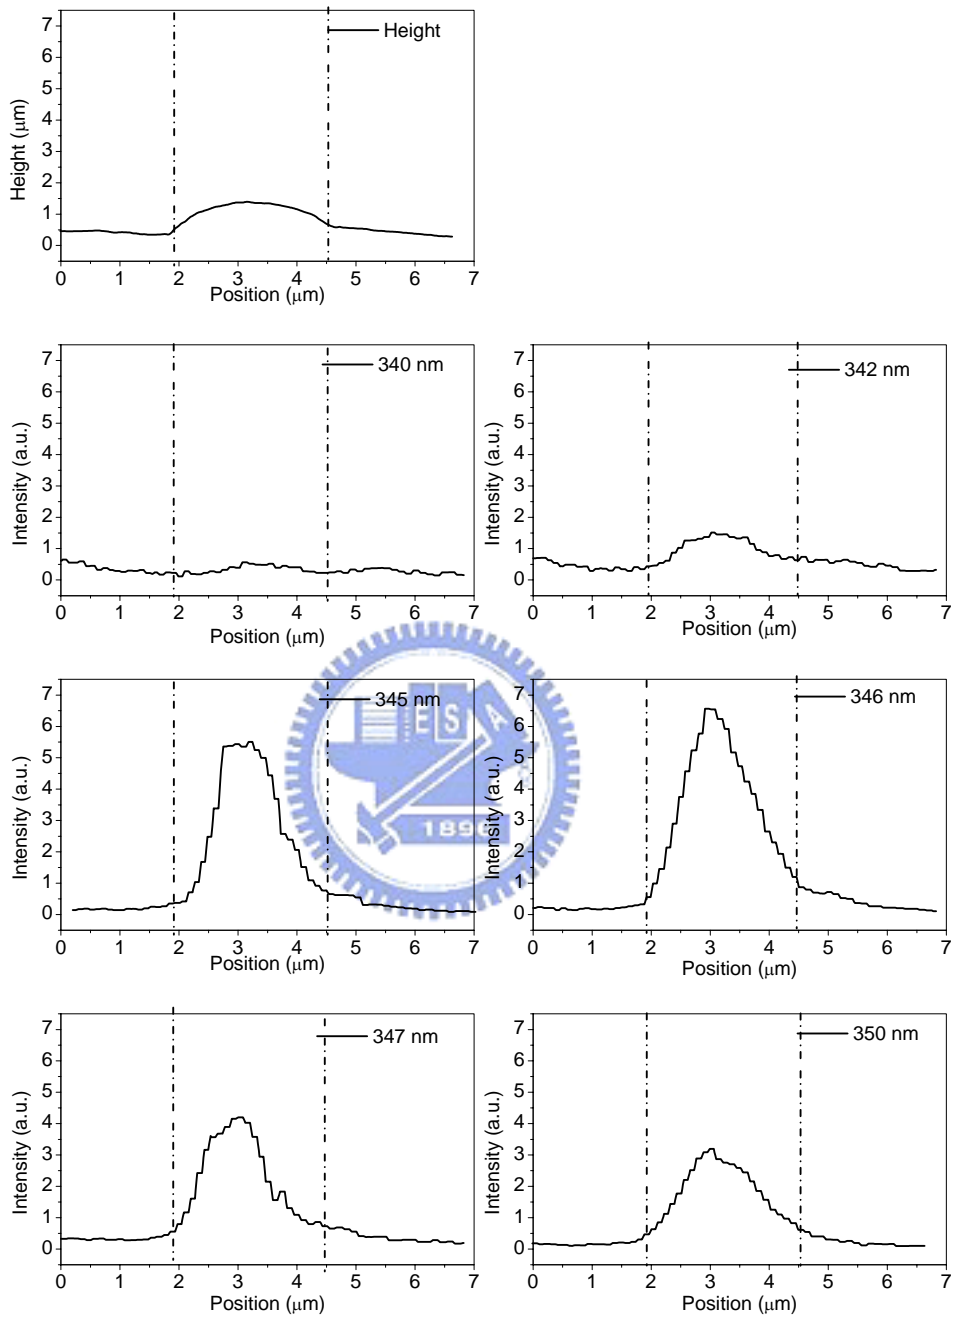 7
6
5
4
3
2
1
0
Height (μm)
Height
0 1 2 3 4 5 6 7
Position (μm)
7
6
5
4
3
2
1
0
Intensity (a.u.)
340 nm
0 1 2 3 4 5 6 7
Position (μm)
7
6
5
4
3
2
1
0
Intensity (a.u.)
342 nm
0 1 2 3 4 5 6 7
Position (μm)
7
6
5
4
3
2
1
0
Intensity (a.u.)
345 nm
0 1 2 3 4 5 6 7
Position (μm)
E S A
1896
7
6
5
4
3
2
1
0
Intensity (a.u.)
346 nm
0 1 2 3 4 5 6 7
Position (μm)
7
6
5
4
3
2
1
0
Intensity (a.u.)
347 nm
0 1 2 3 4 5 6 7
Position (μm)
7
6
5
4
3
2
1
0
Intensity (a.u.)
350 nm
0 1 2 3 4 5 6 7
Position (μm)